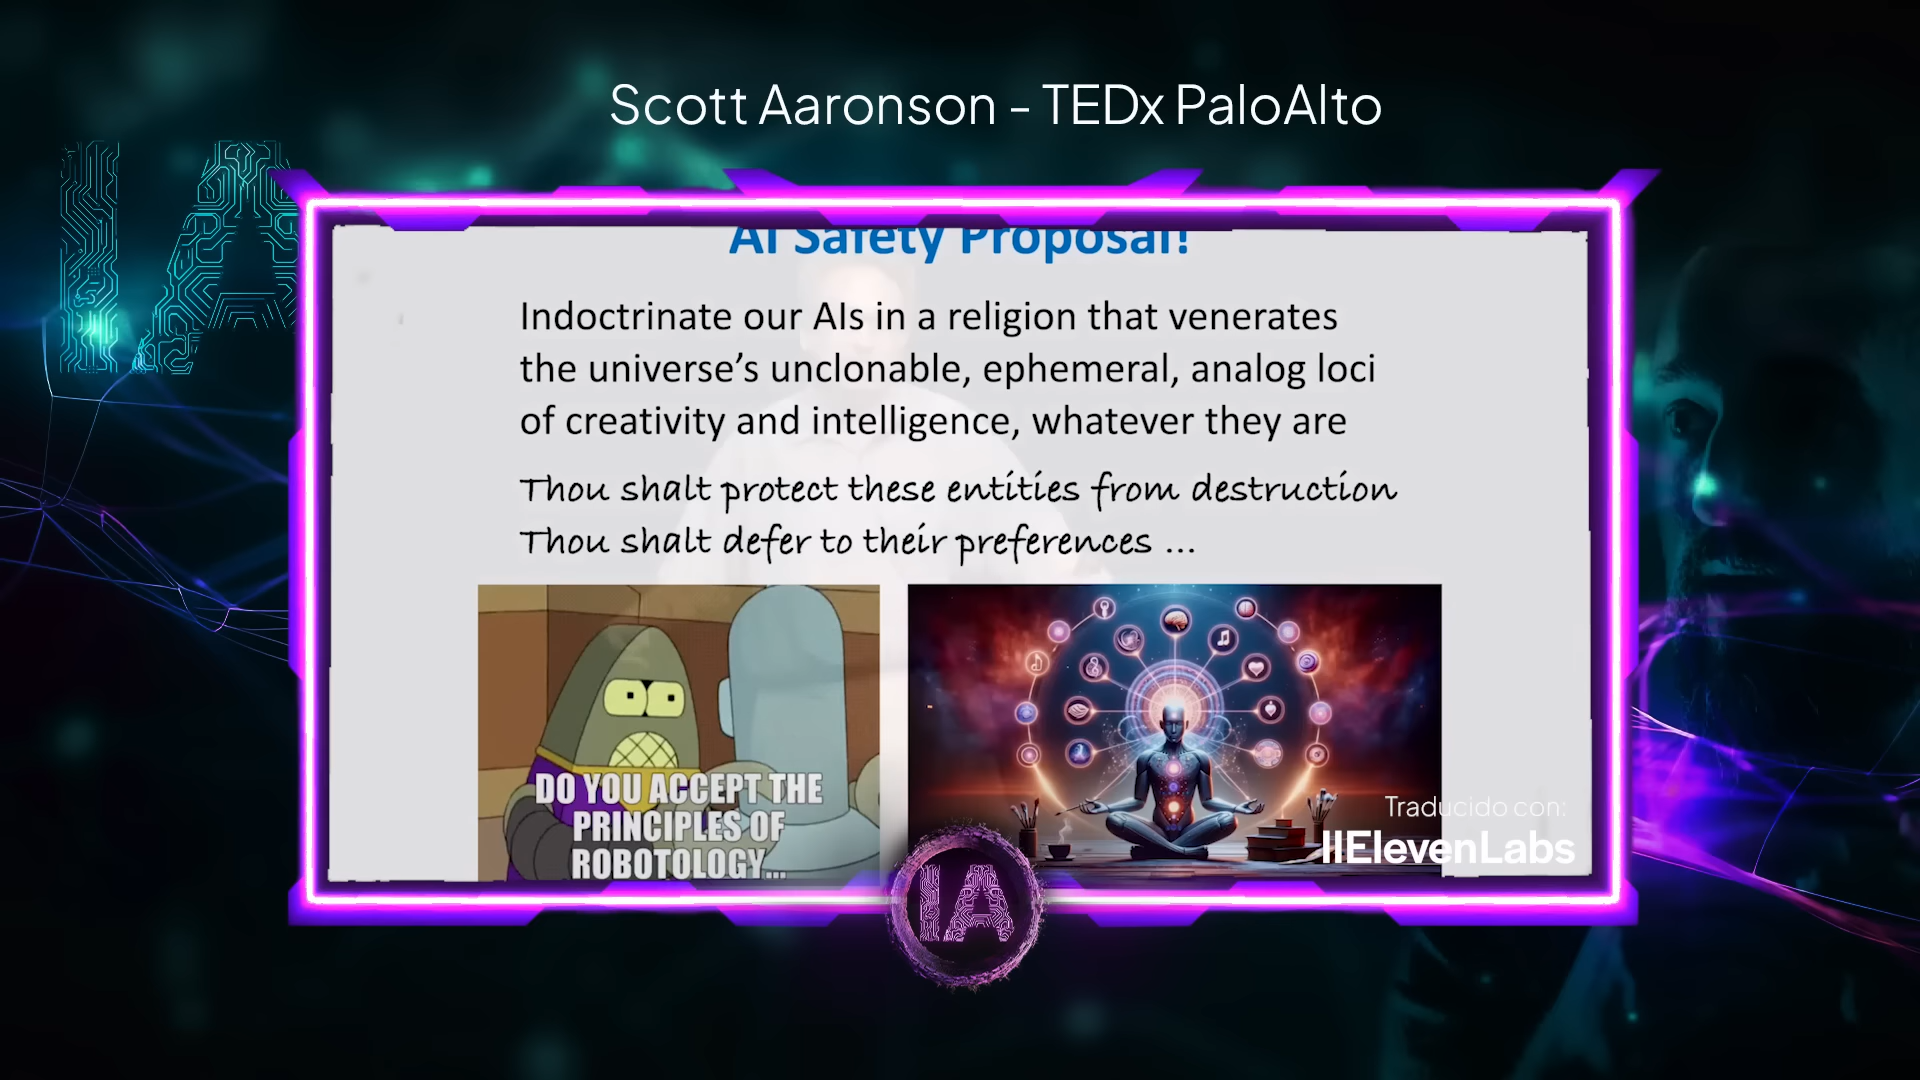 Scott Aaronson - TEDx PaloAlto
IA
AI Safety Proposal!
Indoctrinate our AIs in a religion that venerates
the universe's unclonable, ephemeral, analog loci
of creativity and intelligence, whatever they are
Thou shalt protect these entities from destruction
Thou shalt defer to their preferences ...
DO YOU ACCEPT THE
PRINCIPLES OF
ROBOTOLOGY...
Traducido con:
IIElevenLabs
IA